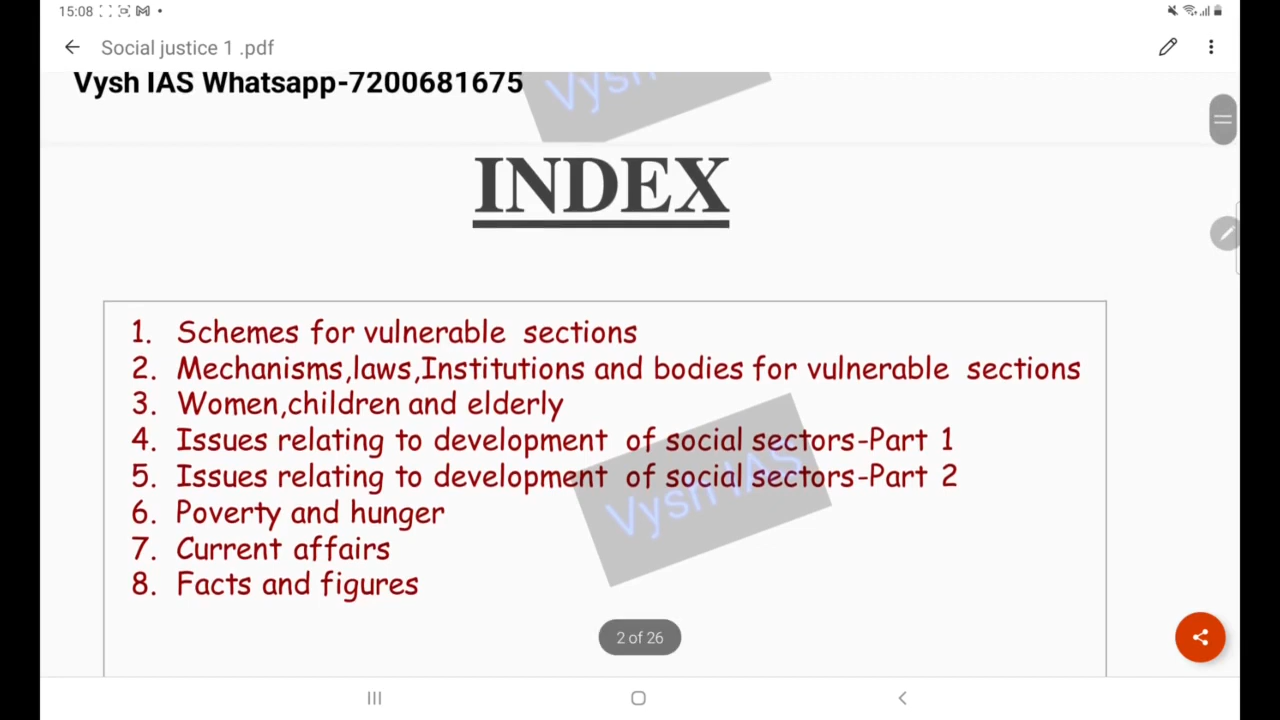 15:08
Social justice 1 .pdf
Vysh IAS Whatsapp-7200681675
Vysh
INDEX
1. Schemes for vulnerable sections
2. Mechanisms,laws,Institutions and bodies for vulnerable sections
3. Women,children and elderly
4. Issues relating to development of social sectors-Part 1
5. Issues relating to development of social sectors-Part 2
6. Poverty and hunger
7. Current affairs
8. Facts and figures
Vysh IAS
2 of 26